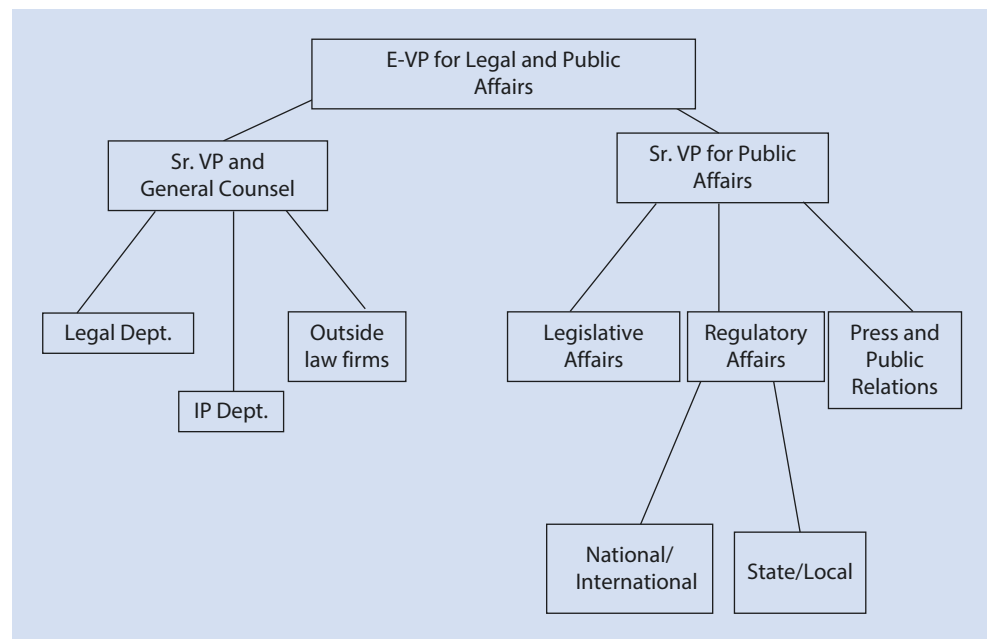 E-VP for Legal and Public
Affairs
Sr. VP and
General Counsel
Sr. VP for Public
Affairs
Legal Dept.
IP Dept.
Outside
law firms
Legislative
Affairs
Regulatory
Affairs
Press and
Public
Relations
National/
International
State/Local